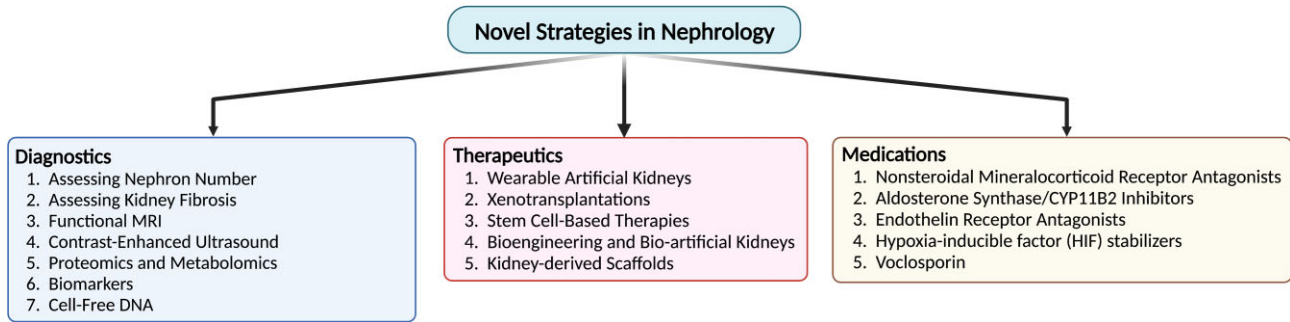 Novel Strategies in Nephrology
Diagnostics
1. Assessing Nephron Number
2. Assessing Kidney Fibrosis
3. Functional MRI
4. Contrast-Enhanced Ultrasound
5. Proteomics and Metabolomics
6. Biomarkers
7. Cell-Free DNA
Therapeutics
1. Wearable Artificial Kidneys
2. Xenotransplantations
3. Stem Cell-Based Therapies
4. Bioengineering and Bio-artificial Kidneys
5. Kidney-derived Scaffolds
Medications
1. Nonsteroidal Mineralocorticoid Receptor Antagonists
2. Aldosterone Synthase/CYP11B2 Inhibitors
3. Endothelin Receptor Antagonists
4. Hypoxia-inducible factor (HIF) stabilizers
5. Voclosporin